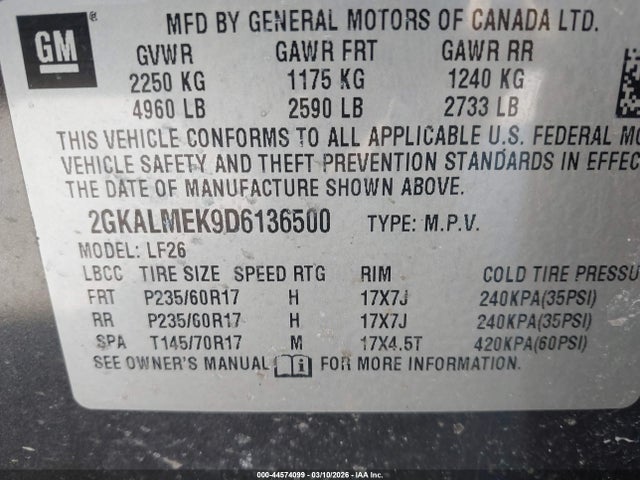 MFD BY GENERAL MOTORS OF CANADA LTD.
GM
GVWR GAWR FRT GAWR RR
2250 KG 1175 KG 1240 KG
4960 LB 2590 LB 2733 LB
THIS VEHICLE CONFORMS TO ALL APPLICABLE U.S. FEDERAL MO
VEHICLE SAFETY AND THEFT PREVENTION STANDARDS IN EFFEC
THE DATE OF MANUFACTURE SHOWN ABOVE.
2GKALMEK9D6136500 TYPE: M.P.V.
MODEL: LF26
LBCC TIRE SIZE SPEED RTG RIM COLD TIRE PRESSU
FRT P235/60R17 H 17X7J 240KPA(35PSI)
RR P235/60R17 H 17X7J 240KPA(35PSI)
SPA T145/70R17 M 17X4.5T 420KPA(60PSI)
SEE OWNER'S MANUAL FOR MORE INFORMATION.
000-44574099 — 03/10/2026 — IAAI.COM